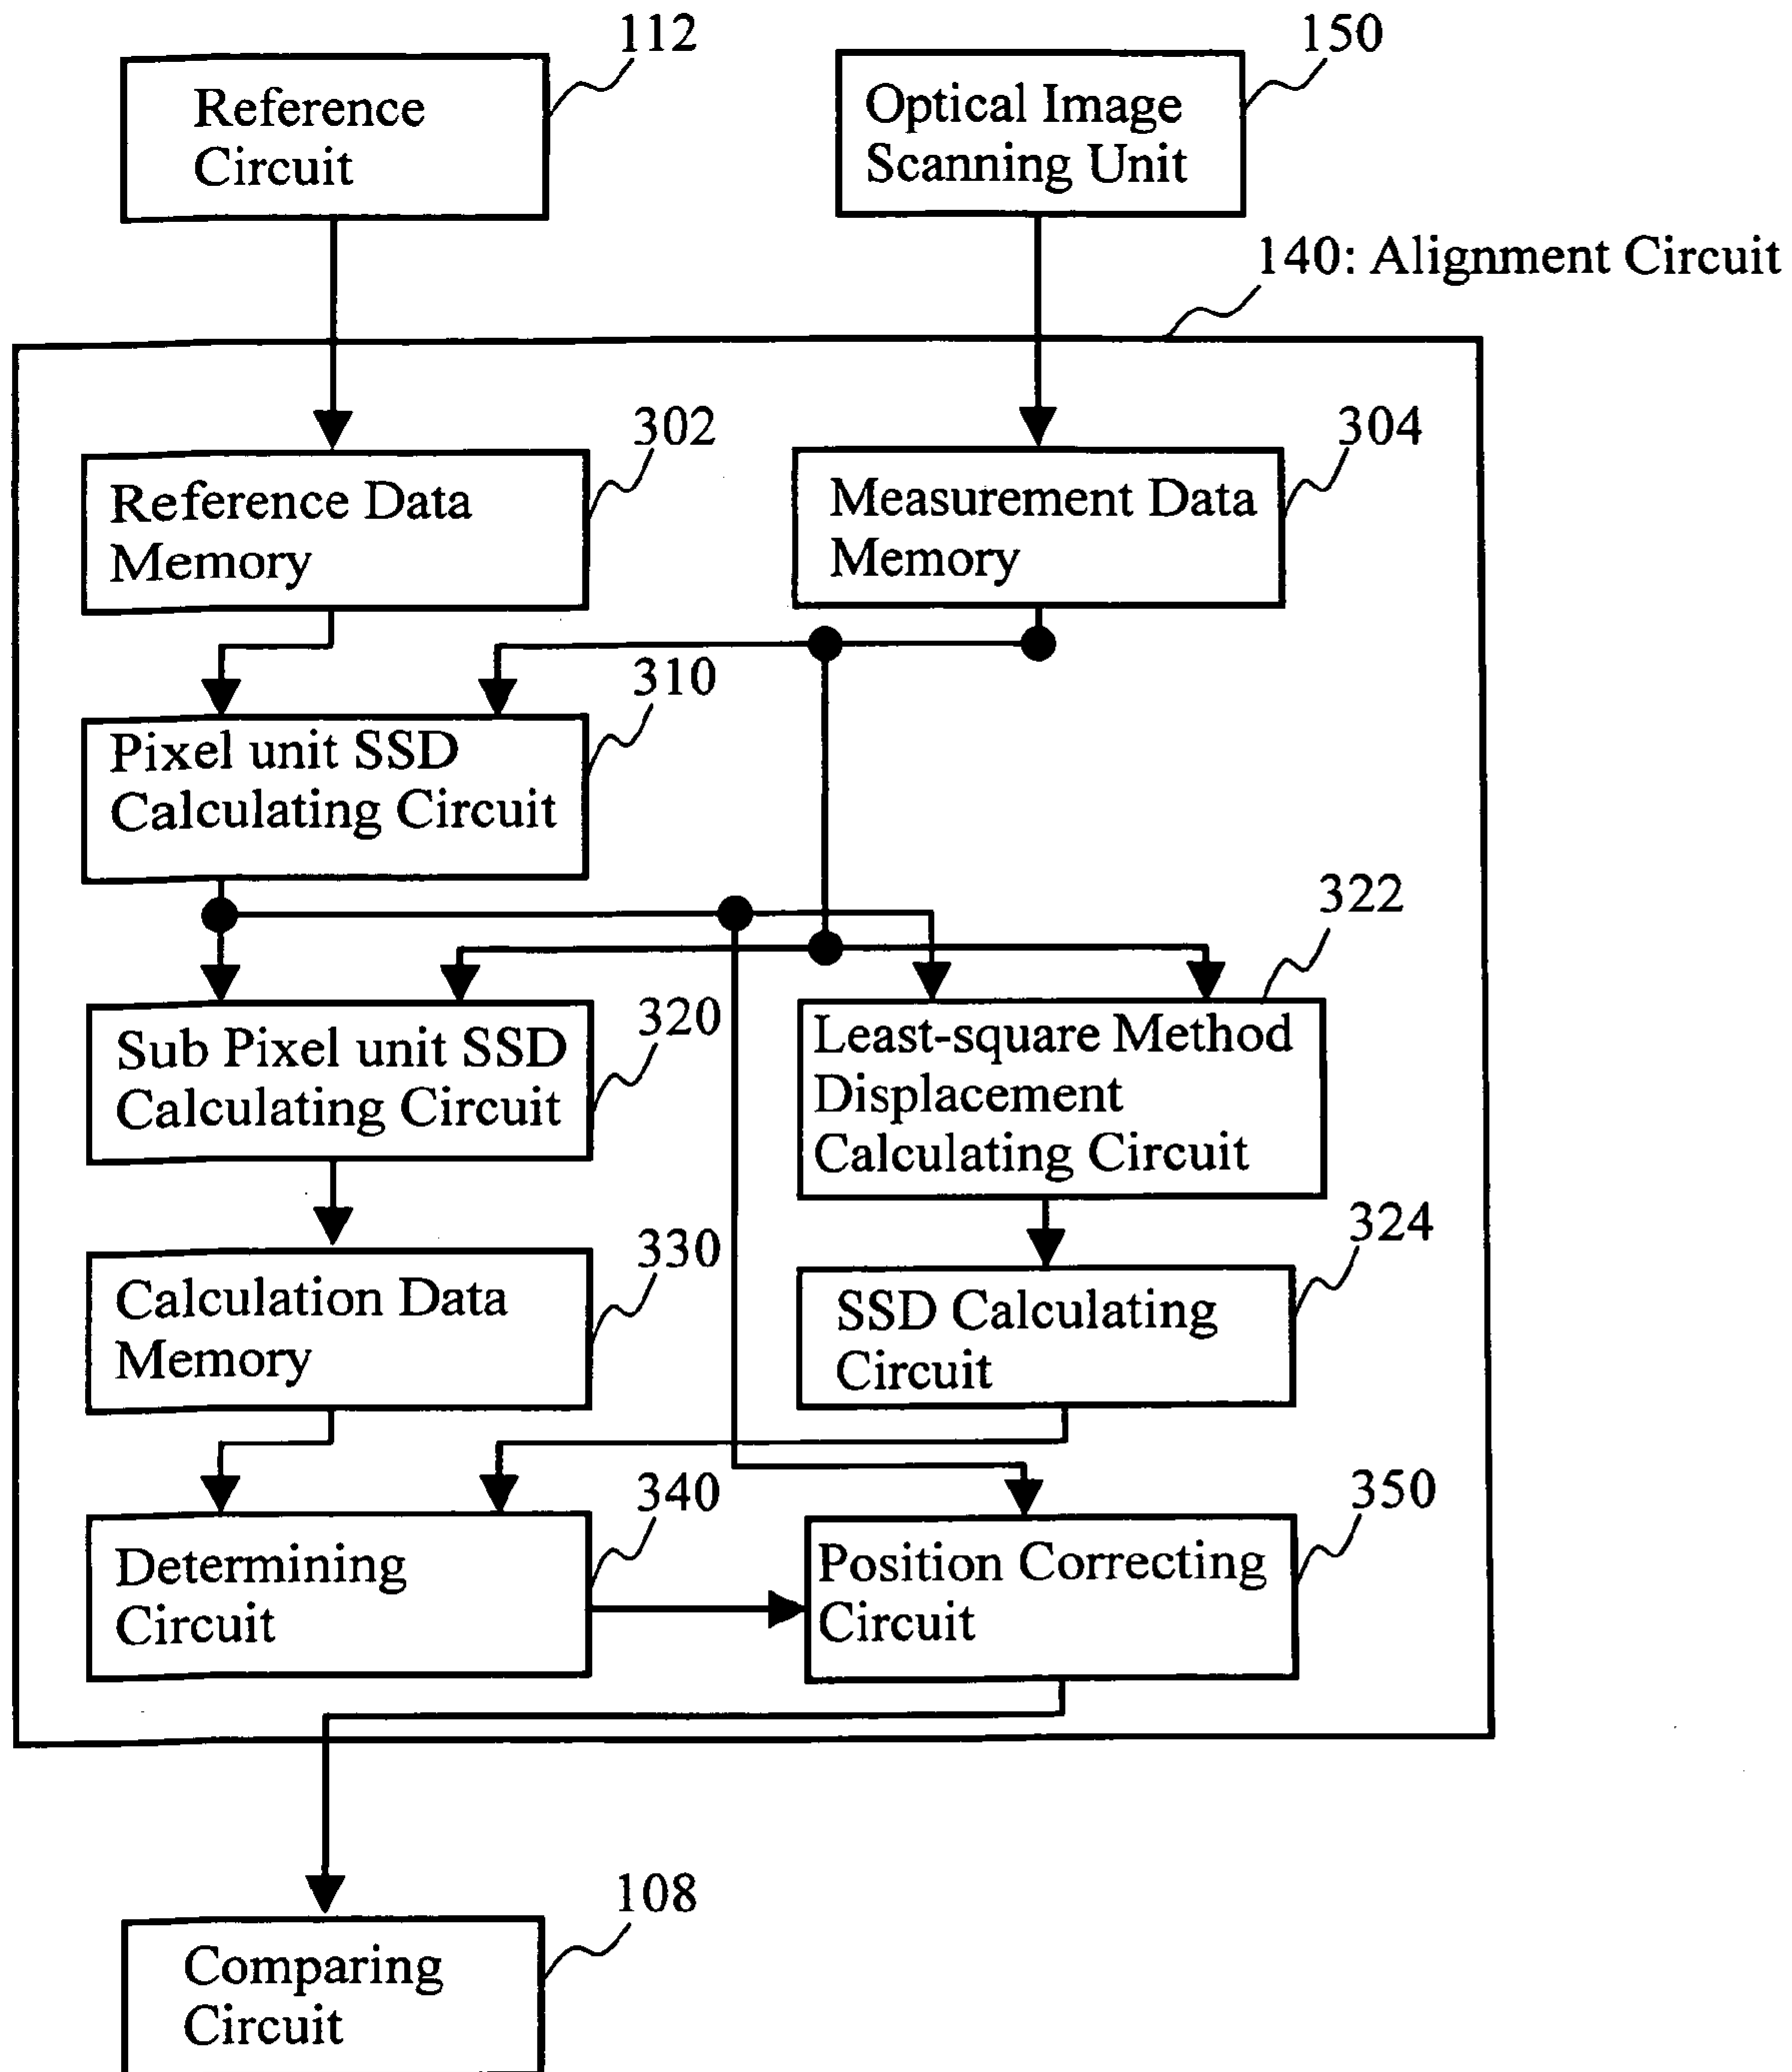 112
150
Reference
Circuit
Optical Image
Scanning Unit
140: Alignment Circuit
302
304
Reference Data
Memory
Measurement Data
Memory
310
Pixel unit SSD
Calculating Circuit
322
320
Sub Pixel unit SSD
Calculating Circuit
Least-square Method
Displacement
Calculating Circuit
324
330
Calculation Data
Memory
SSD Calculating
Circuit
340
350
Determining
Circuit
Position Correcting
Circuit
108
Comparing
Circuit